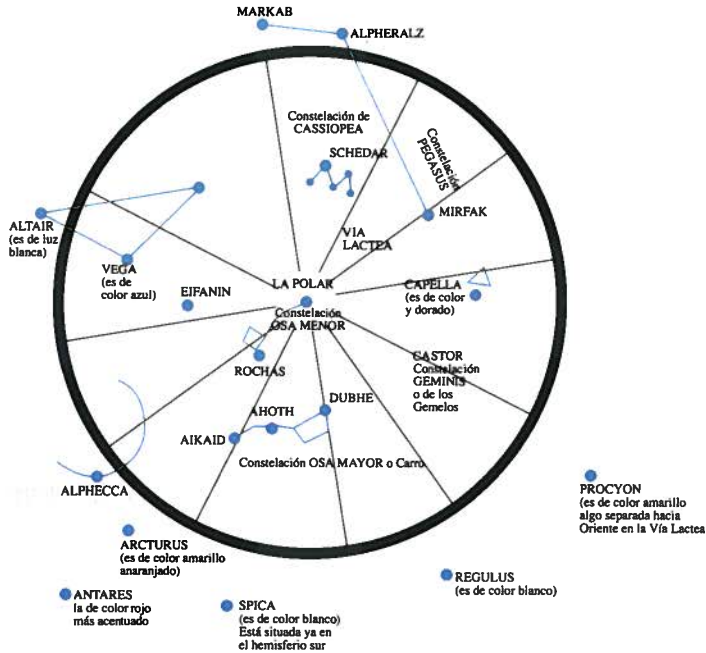 MARKAB
ALPHERALZ
Constelación de
CASSIOPEA
SCHEDAR
Constelación
PEGASUS
MIRFAK
VIA
LACTEA
ALTAIR
(es de luz
blanca)
VEGA
(es de
color azul)
EIFANIN
LA POLAR
Constelación
OSA MENOR
CAPELLA
(es de color
y dorado)
ROCHAS
CASTOR
Constelación
GEMINIS
o de los
Gemelos
DUBHE
AHOTH
AIKAID
Constelación OSA MAYOR o Carro
ALPHECCA
PROCYON
(es de color amarillo
algo separada hacia
Oriente en la Vía Lactea
ARCTURUS
(es de color amarillo
anaranjado)
REGULUS
(es de color blanco)
ANTARES
la de color rojo
más acentuado
SPICA
(es de color blanco)
Está situada ya en
el hemisferio sur